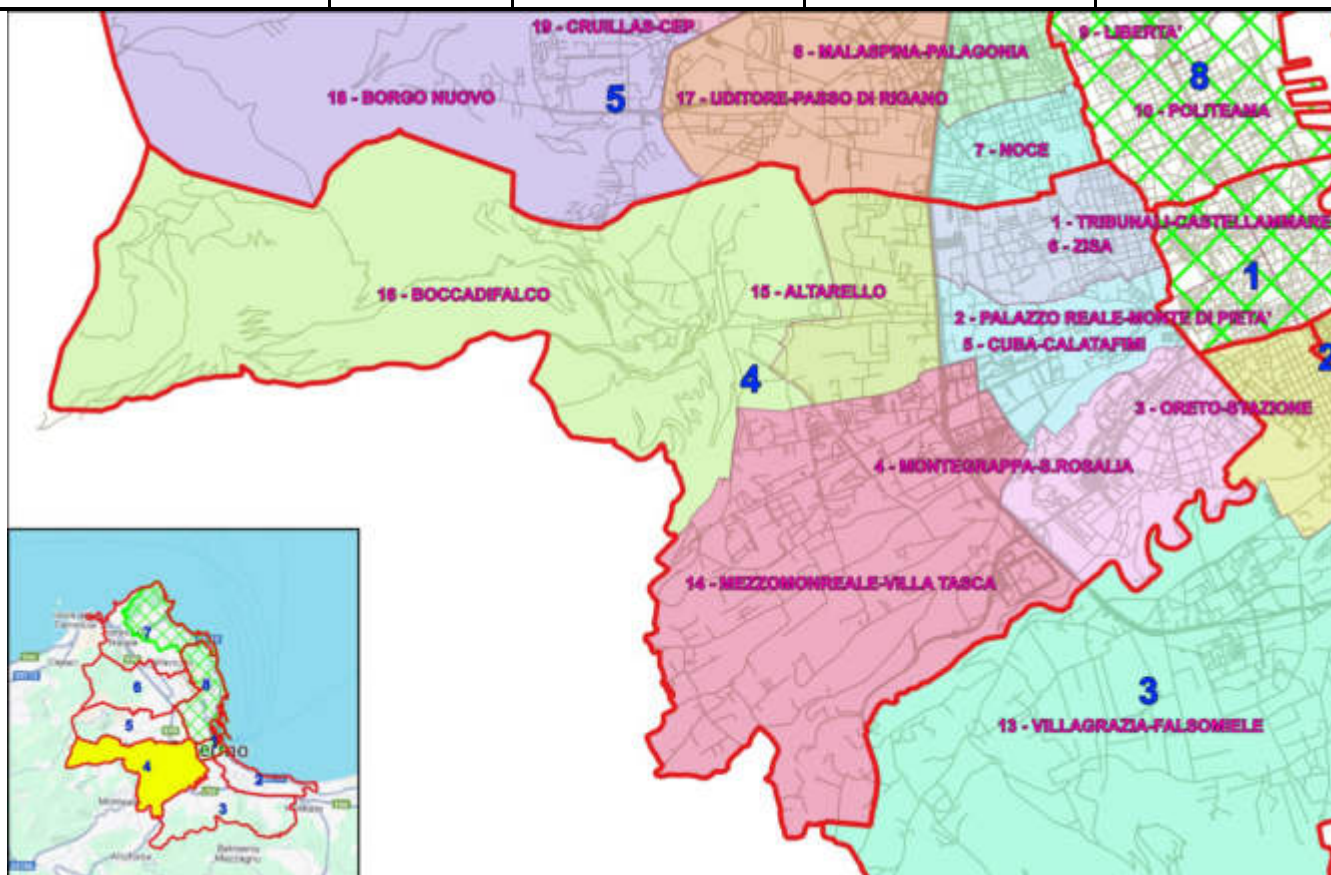 19 - CRUILLAS-CEP
9 - LIBERTA'
8 - MALASPINA-PALAGONIA
8
18 - BORGO NUOVO
5
17 - UDITORE-PASSO DI RIGANO
10 - POLITEAMA
7 - NOCE
1 - TRIBUNALI-CASTELLAMMARE
6 - ZISA
1
16 - BOCCADIFALCO
15 - ALTARELLO
2 - PALAZZO REALE-MONTE DI PIETA'
5 - CUBA-CALATAFIMI
2
4
3 - ORETO-STAZIONE
4 - MONTEGRAPPA-S.ROSALIA
14 - MEZZOMONREALE-VILLA TASCA
3
13 - VILLAGRAZIA-FALSOMIELE
7
6
8
5
1
4
2
3